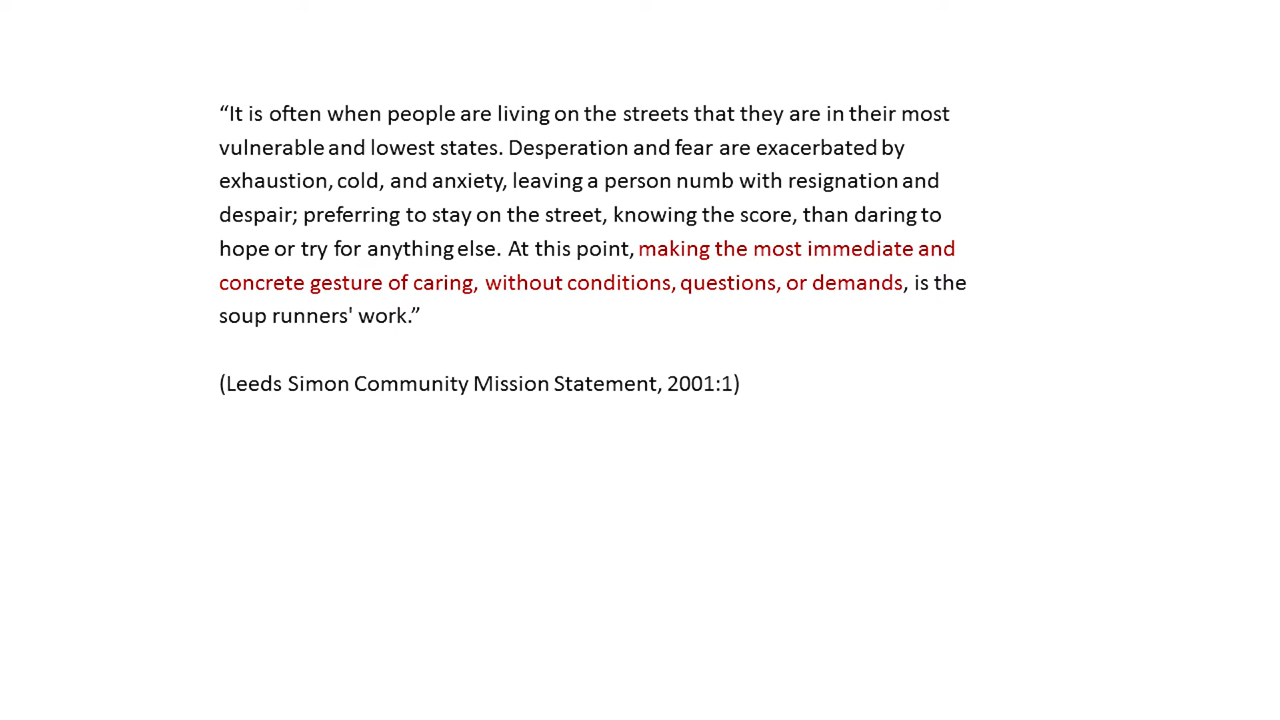 “It is often when people are living on the streets that they are in their most
vulnerable and lowest states. Desperation and fear are exacerbated by
exhaustion, cold, and anxiety, leaving a person numb with resignation and
despair; preferring to stay on the street, knowing the score, than daring to
hope or try for anything else. At this point, making the most immediate and
concrete gesture of caring, without conditions, questions, or demands, is the
soup runners' work.”
(Leeds Simon Community Mission Statement, 2001:1)